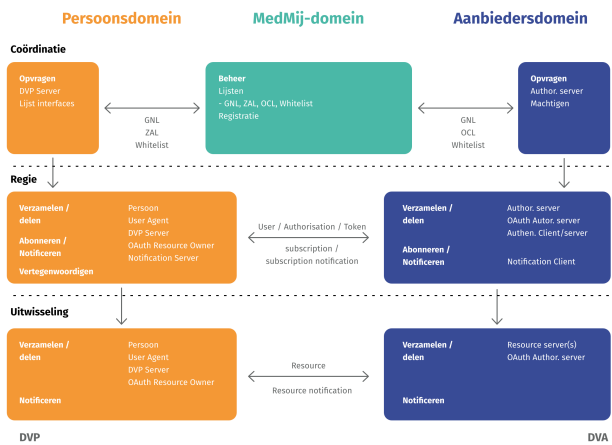 Persoonsdomein
MedMij-domein
Aanbiedersdomein
Coördinatie
Opvragen
DVP Server
Lijst interfaces
GNL
ZAL
Whitelist
Beheer
Lijsten
- GNL, ZAL, OCL, Whitelist
Registratie
GNL
OCL
Whitelist
Opvragen
Author. server
Machtigen
Regie
Verzamelen /
delen
Abonneren /
Notificeren
Vertegenwoordigen
Persoon
User Agent
DVP Server
OAuth Resource Owner
Notification Server
User / Authorisation / Token
subscription /
subscription notification
Verzamelen /
delen
Abonneren /
Notificeren
Author. server
OAuth Autor. server
Authen. Client/server
Notification Client
Uitwisseling
Verzamelen /
delen
Notificeren
Persoon
User Agent
DVP Server
OAuth Resource Owner
Resource
Resource notification
Verzamelen /
delen
Notificeren
Resource server(s)
OAuth Author. server
DVP
DVA